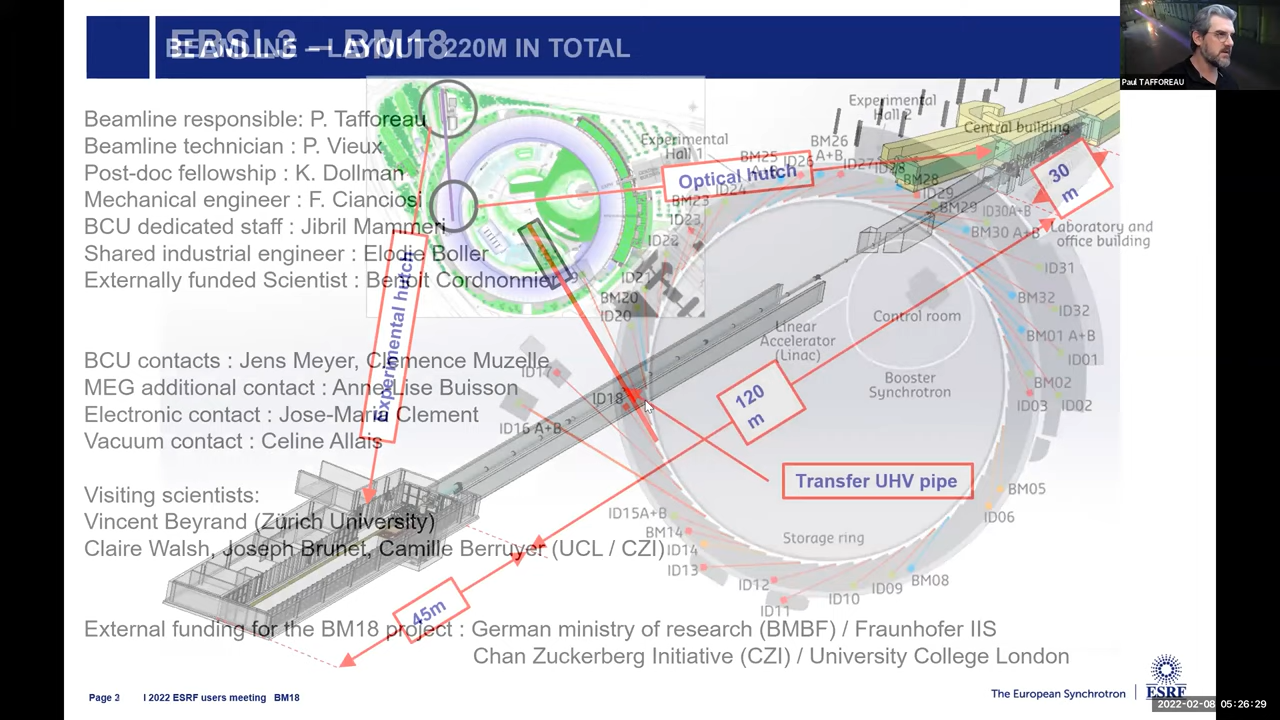 EBSL3 – BM18
BEAMLINE – LAYOUT: 220M IN TOTAL
Paul TAFFOREAU
Beamline responsible: P. Tafforeau
Beamline technician : P. Vieux
Post-doc fellowship : K. Dollman
Mechanical engineer : F. Cianciosi
BCU dedicated staff : Jibril Mammeri
Shared industrial engineer : Elodie Boller
Externally funded Scientist : Benoit Cordnonnier
BCU contacts : Jens Meyer, Clemence Muzelle
MEG additional contact : Anne-Lise Buisson
Electronic contact : Jose-Maria Clement
Vacuum contact : Celine Allais
Visiting scientists:
Vincent Beyrand (Zürich University)
Claire Walsh, Joseph Brunet, Camille Berruyer (UCL / CZI)
External funding for the BM18 project : German ministry of research (BMBF) / Fraunhofer IIS
Chan Zuckerberg Initiative (CZI) / University College London
Optical hutch
Experimental hutch
Transfer UHV pipe
30 m
120 m
45m
Experimental Hall 1
Experimental Hall 2
Central building
Laboratory and office building
Control room
Linear Accelerator (Linac)
Booster Synchrotron
Storage ring
BM26 A+B
BM25
ID26
ID27
ID24
BM28
ID29
BM29
ID30A+B
BM30 A+B
BM23
ID23
ID22
ID21
BM20
ID20
ID31
BM32
ID32
BM01 A+B
ID01
BM02
ID02
ID03
BM05
ID06
BM08
ID09
ID10
ID11
ID12
ID13
ID14
BM14
ID15A+B
ID16 A+B
ID17
ID18
Page 3
I 2022 ESRF users meeting BM18
The European Synchrotron
ESRF
2022-02-08 05:26:29